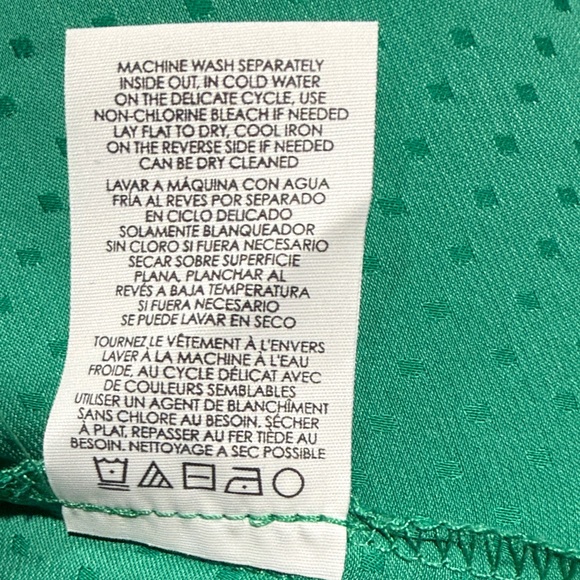 MACHINE WASH SEPARATELY
INSIDE OUT, IN COLD WATER
ON THE DELICATE CYCLE, USE
NON-CHLORINE BLEACH IF NEEDED
LAY FLAT TO DRY, COOL IRON
ON THE REVERSE SIDE IF NEEDED
CAN BE DRY CLEANED
LAVAR A MÁQUINA CON AGUA
FRÍA AL REVES POR SEPARADO
EN CICLO DELICADO
SOLAMENTE BLANQUEADOR
SIN CLORO SI FUERA NECESARIO
SECAR SOBRE SUPERFICIE
PLANA, PLANCHAR AL
REVÉS A BAJA TEMPERATURA
SI FUERA NECESARIO
SE PUEDE LAVAR EN SECO
TOURNEZ LE VÊTEMENT À L'ENVERS
LAVER À LA MACHINE À L'EAU
FROIDE, AU CYCLE DÉLICAT AVEC
DE COULEURS SEMBLABLES
UTILISER UN AGENT DE BLANCHÎMENT
SANS CHLORE AU BESOIN. SÉCHER
À PLAT, REPASSER AU FER TIÈDE AU
BESOIN. NETTOYAGE A SEC POSSIBLE